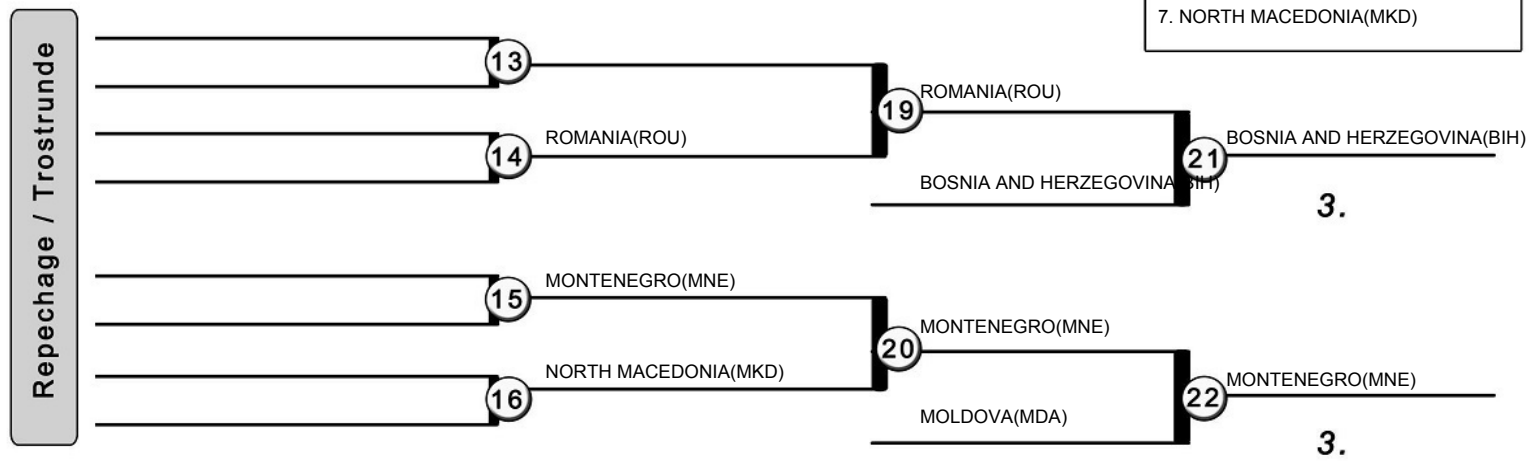 Repechage / Trostrunde
7. NORTH MACEDONIA(MKD)
13
19
ROMANIA(ROU)
14
ROMANIA(ROU)
21
BOSNIA AND HERZEGOVINA(BIH)
BOSNIA AND HERZEGOVINA(BIH)
3.
15
MONTENEGRO(MNE)
20
MONTENEGRO(MNE)
16
NORTH MACEDONIA(MKD)
22
MONTENEGRO(MNE)
MOLDOVA(MDA)
3.